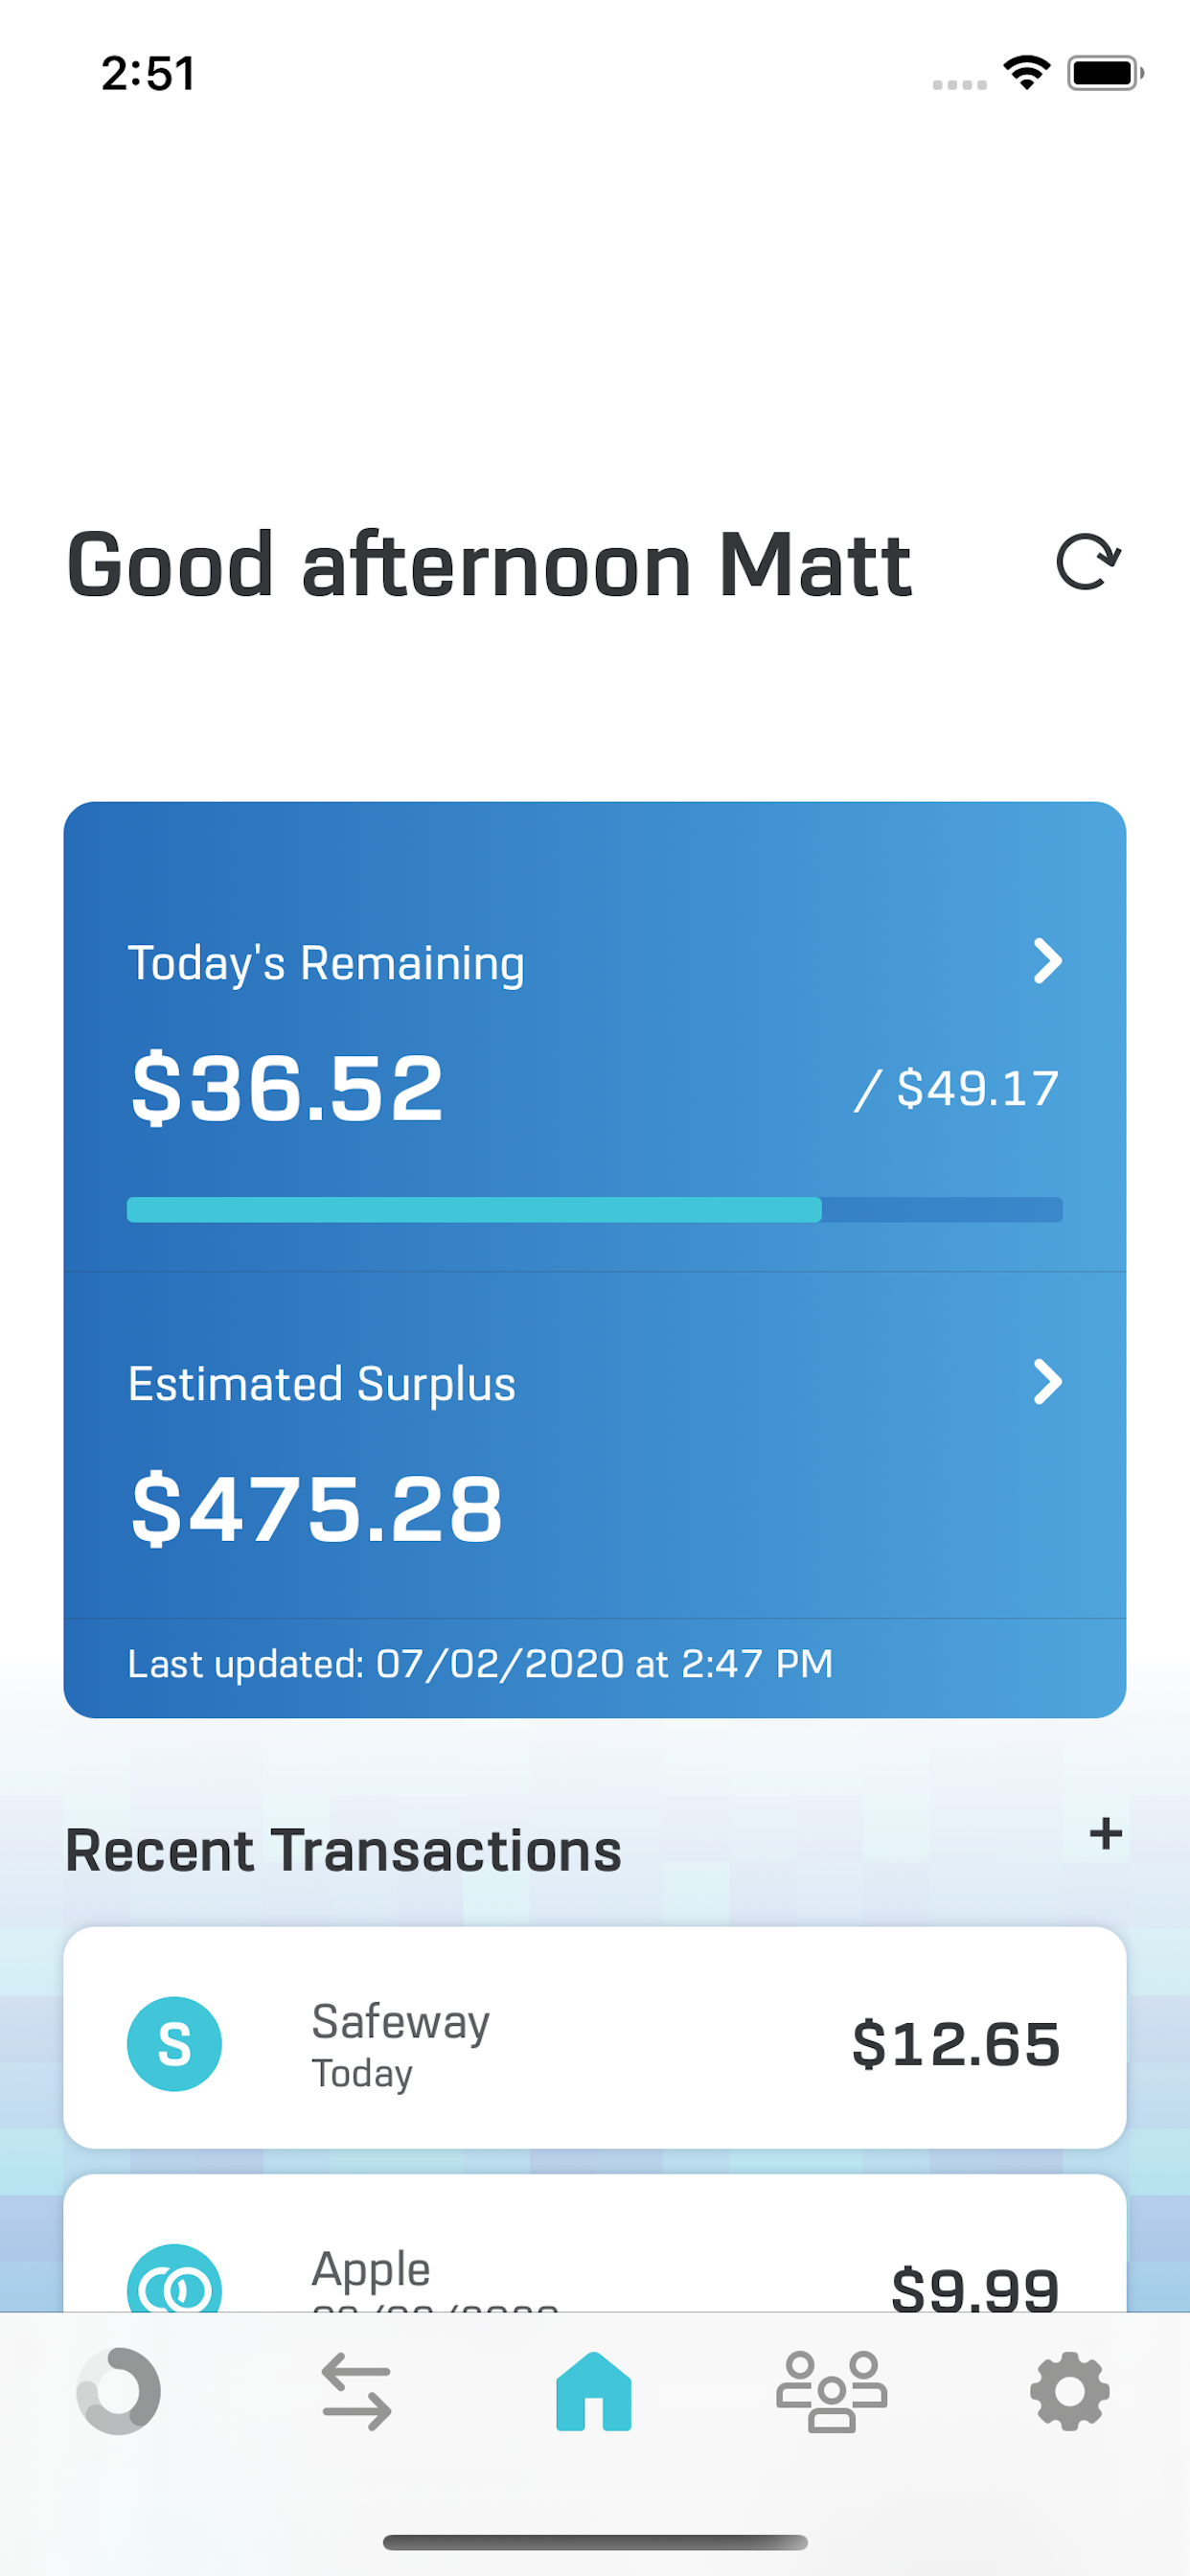 2:51
Good afternoon Matt
Today's Remaining
$36.52 / $49.17
Estimated Surplus
$475.28
Last updated: 07/02/2020 at 2:47 PM
Recent Transactions
+
S Safeway $12.65
Today
Apple $9.99